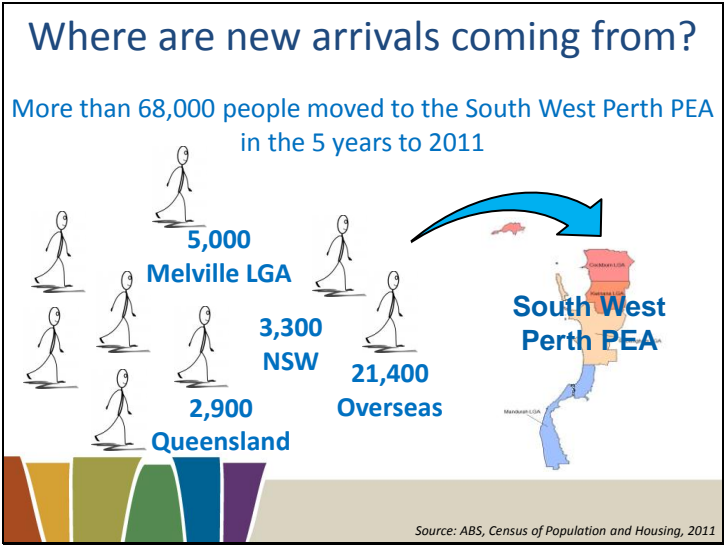 Where are new arrivals coming from?
More than 68,000 people moved to the South West Perth PEA
in the 5 years to 2011
5,000
Melville LGA
3,300
NSW
21,400
Overseas
2,900
Queensland
Cockburn LGA
South West
Perth PEA
Mandurah LGA
Source: ABS, Census of Population and Housing, 2011